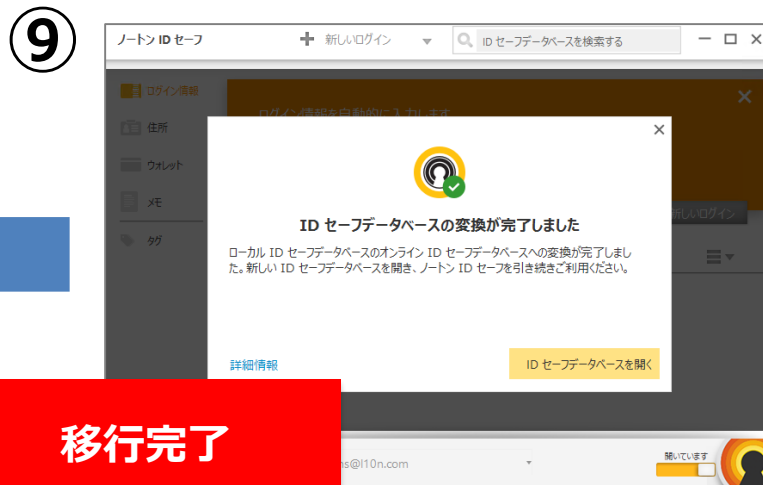 ⑨
ノートン ID セーフ
新しいログイン
ID セーフデータベースを検索する
ログイン情報
ログイン情報を自動的に入力します
住所
ウォレット
メモ
タグ
新しいログイン
ID セーフデータベースの変換が完了しました
ローカル ID セーフデータベースのオンライン ID セーフデータベースへの変換が完了しまし
た。新しい ID セーフデータベースを開き、ノートン ID セーフを引き続きご利用ください。
詳細情報
ID セーフデータベースを開く
移行完了
s@l10n.com
開いています